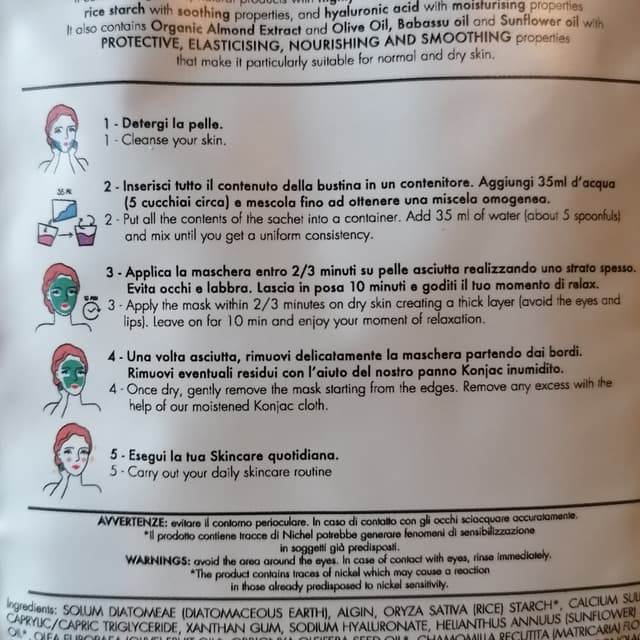 rice starch with soothing properties, and hyaluronic acid with moisturising properties
It also contains Organic Almond Extract and Olive Oil, Babassu oil and Sunflower oil with
PROTECTIVE, ELASTICISING, NOURISHING AND SMOOTHING properties
that make it particularly suitable for normal and dry skin.
1 - Detergi la pelle.
1 - Cleanse your skin.
35 ML
2 - Inserisci tutto il contenuto della bustina in un contenitore. Aggiungi 35ml d'acqua
(5 cucchiai circa) e mescola fino ad ottenere una miscela omogenea.
2 - Put all the contents of the sachet into a container. Add 35 ml of water (about 5 spoonfuls)
and mix until you get a uniform consistency.
3 - Applica la maschera entro 2/3 minuti su pelle asciutta realizzando uno strato spesso.
Evita occhi e labbra. Lascia in posa 10 minuti e goditi il tuo momento di relax.
10 MIN
3 - Apply the mask within 2/3 minutes on dry skin creating a thick layer (avoid the eyes and
lips). Leave on for 10 min and enjoy your moment of relaxation.
4 - Una volta asciutta, rimuovi delicatamente la maschera partendo dai bordi.
Rimuovi eventuali residui con l'aiuto del nostro panno Konjac inumidito.
4 - Once dry, gently remove the mask starting from the edges. Remove any excess with the
help of our moistened Konjac cloth.
5 - Esegui la tua Skincare quotidiana.
5 - Carry out your daily skincare routine
AVVERTENZE: evitare il contorno perioculare. In caso di contatto con gli occhi sciacquare accuratamente.
*Il prodotto contiene tracce di Nichel potrebbe generare fenomeni di sensibilizzazione
in soggetti già predisposti.
WARNINGS: avoid the area around the eyes. In case of contact with eyes, rinse immediately.
*The product contains traces of nickel which may cause a reaction
in those already predisposed to nickel sensitivity.
Ingredients: SOLUM DIATOMEAE (DIATOMACEOUS EARTH), ALGIN, ORYZA SATIVA (RICE) STARCH*, CALCIUM SUL
CAPRYLIC/CAPRIC TRIGLYCERIDE, XANTHAN GUM, SODIUM HYALURONATE, HELIANTHUS ANNUUS (SUNFLOWER)
CHAMOMILLA RECUTITA (MATRICARIA)